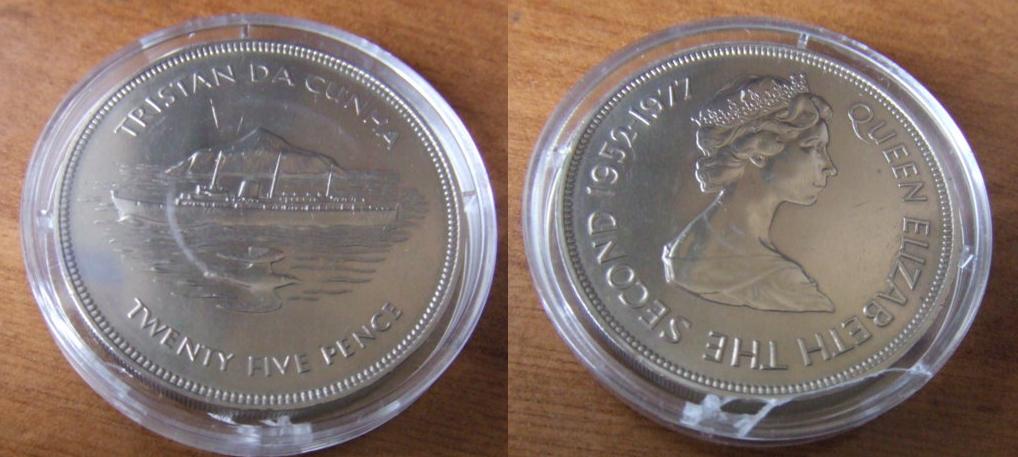 TRISTAN DA CUNHA
TWENTY FIVE PENCE
QUEEN ELIZABETH THE SECOND 1952·1977